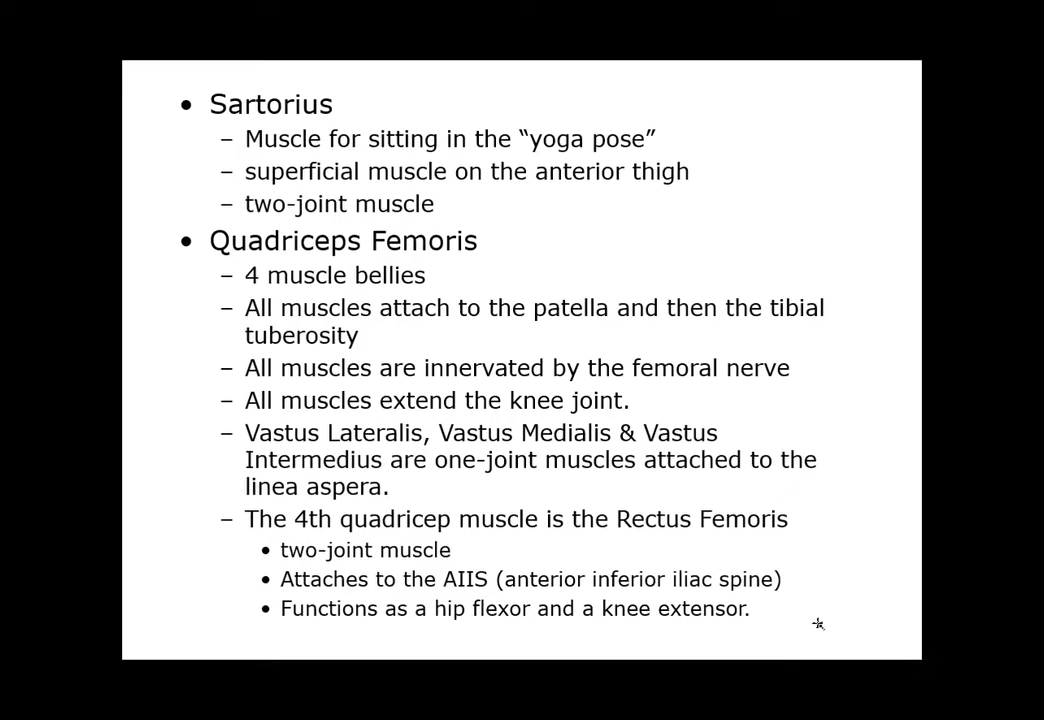 • Sartorius
– Muscle for sitting in the “yoga pose”
– superficial muscle on the anterior thigh
– two-joint muscle
• Quadriceps Femoris
– 4 muscle bellies
– All muscles attach to the patella and then the tibial
tuberosity
– All muscles are innervated by the femoral nerve
– All muscles extend the knee joint.
– Vastus Lateralis, Vastus Medialis & Vastus
Intermedius are one-joint muscles attached to the
linea aspera.
– The 4th quadricep muscle is the Rectus Femoris
• two-joint muscle
• Attaches to the AIIS (anterior inferior iliac spine)
• Functions as a hip flexor and a knee extensor.